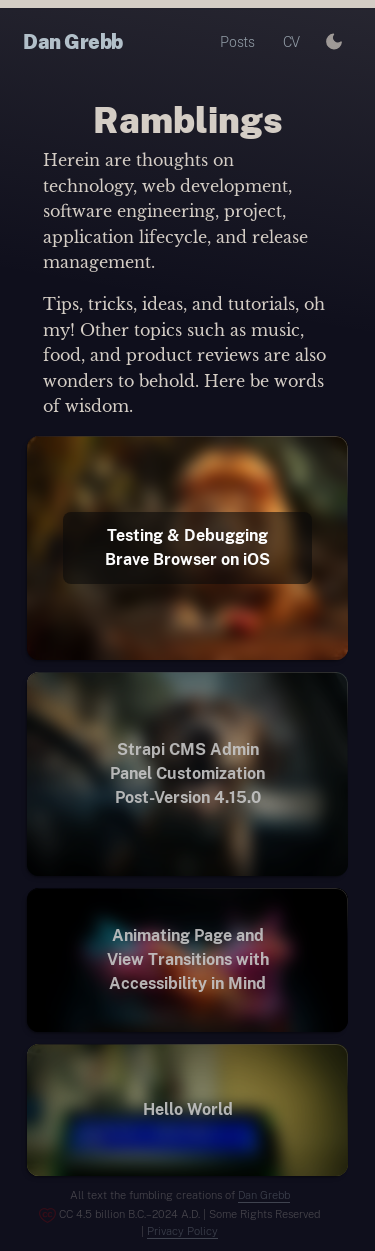 Dan Grebb
Posts CV
Ramblings
Herein are thoughts on
technology, web development,
software engineering, project,
application lifecycle, and release
management.
Tips, tricks, ideas, and tutorials, oh
my! Other topics such as music,
food, and product reviews are also
wonders to behold. Here be words
of wisdom.
Testing & Debugging
Brave Browser on iOS
Strapi CMS Admin
Panel Customization
Post-Version 4.15.0
Animating Page and
View Transitions with
Accessibility in Mind
Hello World
All text the fumbling creations of Dan Grebb
CC 4.5 billion B.C.–2024 A.D. | Some Rights Reserved
| Privacy Policy